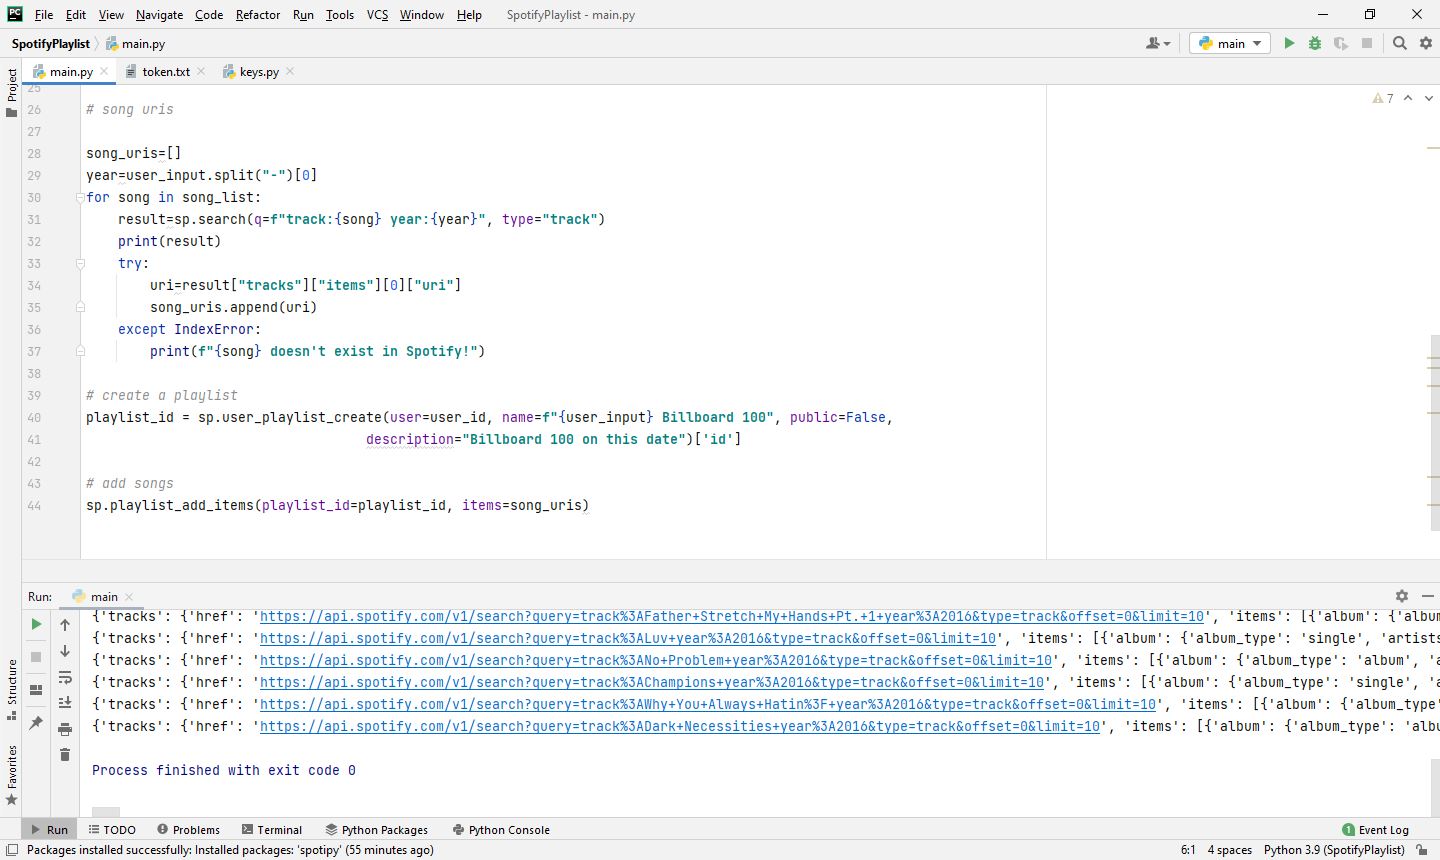 File Edit View Navigate Code Refactor Run Tools VCS Window Help SpotifyPlaylist - main.py
SpotifyPlaylist main.py main
Project
main.py token.txt keys.py
25
26 # song uris
7
27
28 song_uris=[]
29 year=user_input.split("-")[0]
30 for song in song_list:
31 result=sp.search(q=f"track:{song} year:{year}", type="track")
32 print(result)
33 try:
34 uri=result["tracks"]["items"][0]["uri"]
35 song_uris.append(uri)
36 except IndexError:
37 print(f"{song} doesn't exist in Spotify!")
38
39 # create a playlist
40 playlist_id = sp.user_playlist_create(user=user_id, name=f"{user_input} Billboard 100", public=False,
41 description="Billboard 100 on this date")['id']
42
43 # add songs
44 sp.playlist_add_items(playlist_id=playlist_id, items=song_uris)
Run: main
{'tracks': {'href': 'https://api.spotify.com/v1/search?query=track%3AFather+Stretch+My+Hands+Pt.+1+year%3A2016&type=track&offset=0&limit=10', 'items': [{'album': {'albu
{'tracks': {'href': 'https://api.spotify.com/v1/search?query=track%3ALuv+year%3A2016&type=track&offset=0&limit=10', 'items': [{'album': {'album_type': 'single', 'artists
{'tracks': {'href': 'https://api.spotify.com/v1/search?query=track%3ANo+Problem+year%3A2016&type=track&offset=0&limit=10', 'items': [{'album': {'album_type': 'album', 'a
{'tracks': {'href': 'https://api.spotify.com/v1/search?query=track%3AChampions+year%3A2016&type=track&offset=0&limit=10', 'items': [{'album': {'album_type': 'single', 'a
{'tracks': {'href': 'https://api.spotify.com/v1/search?query=track%3AWhy+You+Always+Hatin%3F+year%3A2016&type=track&offset=0&limit=10', 'items': [{'album': {'album_type'
{'tracks': {'href': 'https://api.spotify.com/v1/search?query=track%3ADark+Necessities+year%3A2016&type=track&offset=0&limit=10', 'items': [{'album': {'album_type': 'albu
Process finished with exit code 0
Structure
Favorites
Run TODO Problems Terminal Python Packages Python Console 1 Event Log
Packages installed successfully: Installed packages: 'spotipy' (55 minutes ago) 6:1 4 spaces Python 3.9 (SpotifyPlaylist)